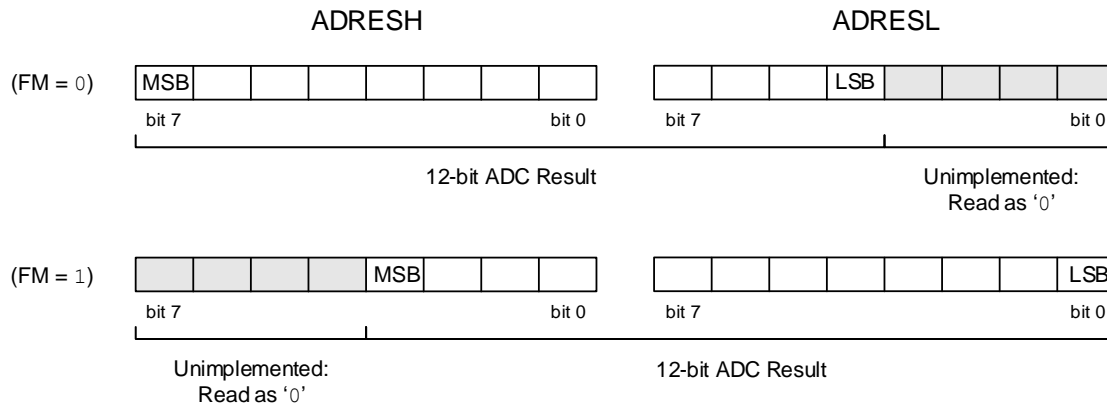 ADRESH ADRESL
(FM = 0) MSB LSB
bit 7 bit 0 bit 7 bit 0
12-bit ADC Result Unimplemented:
Read as ‘0’
(FM = 1) MSB LSB
bit 7 bit 0 bit 7 bit 0
Unimplemented: 12-bit ADC Result
Read as ‘0’